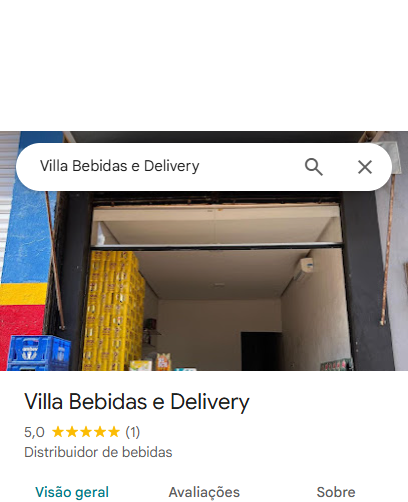 Villa Bebidas e Delivery
Villa Bebidas e Delivery
5,0 ★★★★★ (1)
Distribuidor de bebidas
Visão geral Avaliações Sobre